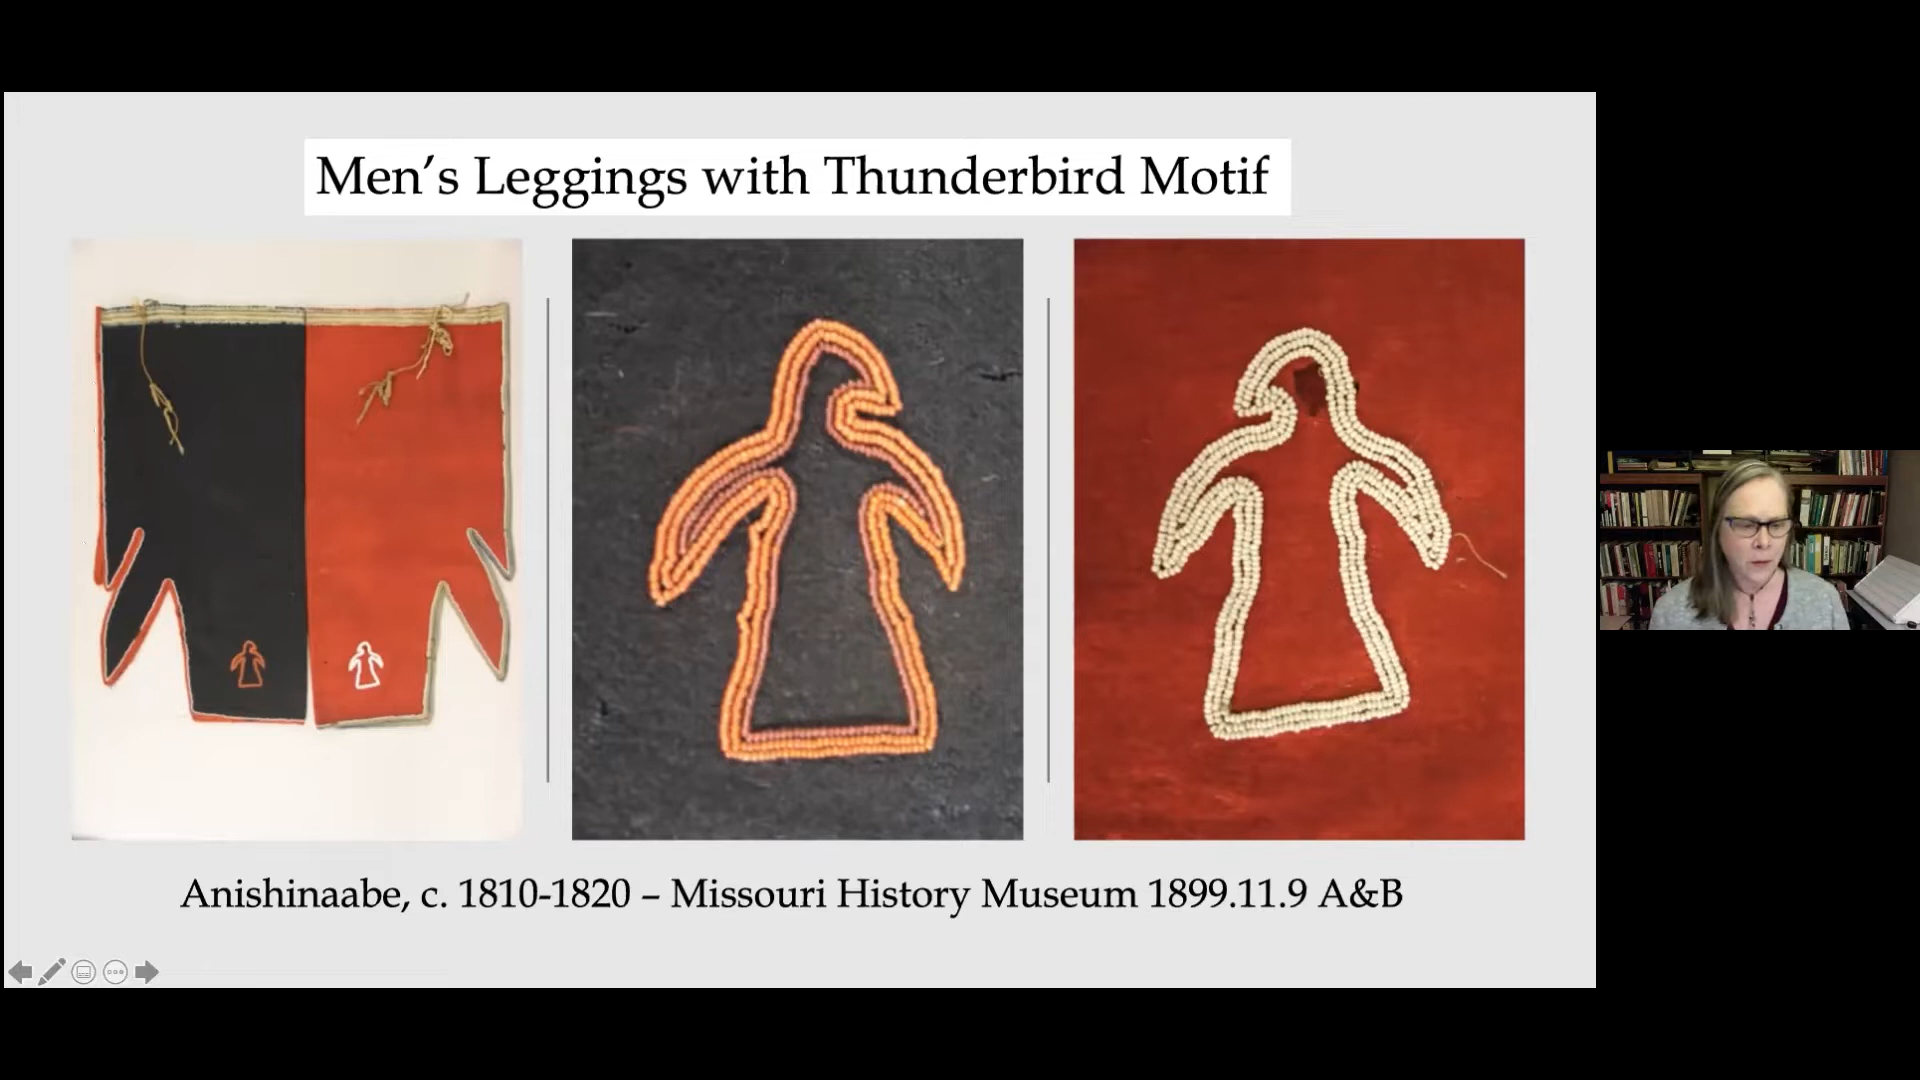 Men’s Leggings with Thunderbird Motif
Anishinaabe, c. 1810-1820 – Missouri History Museum 1899.11.9 A&B